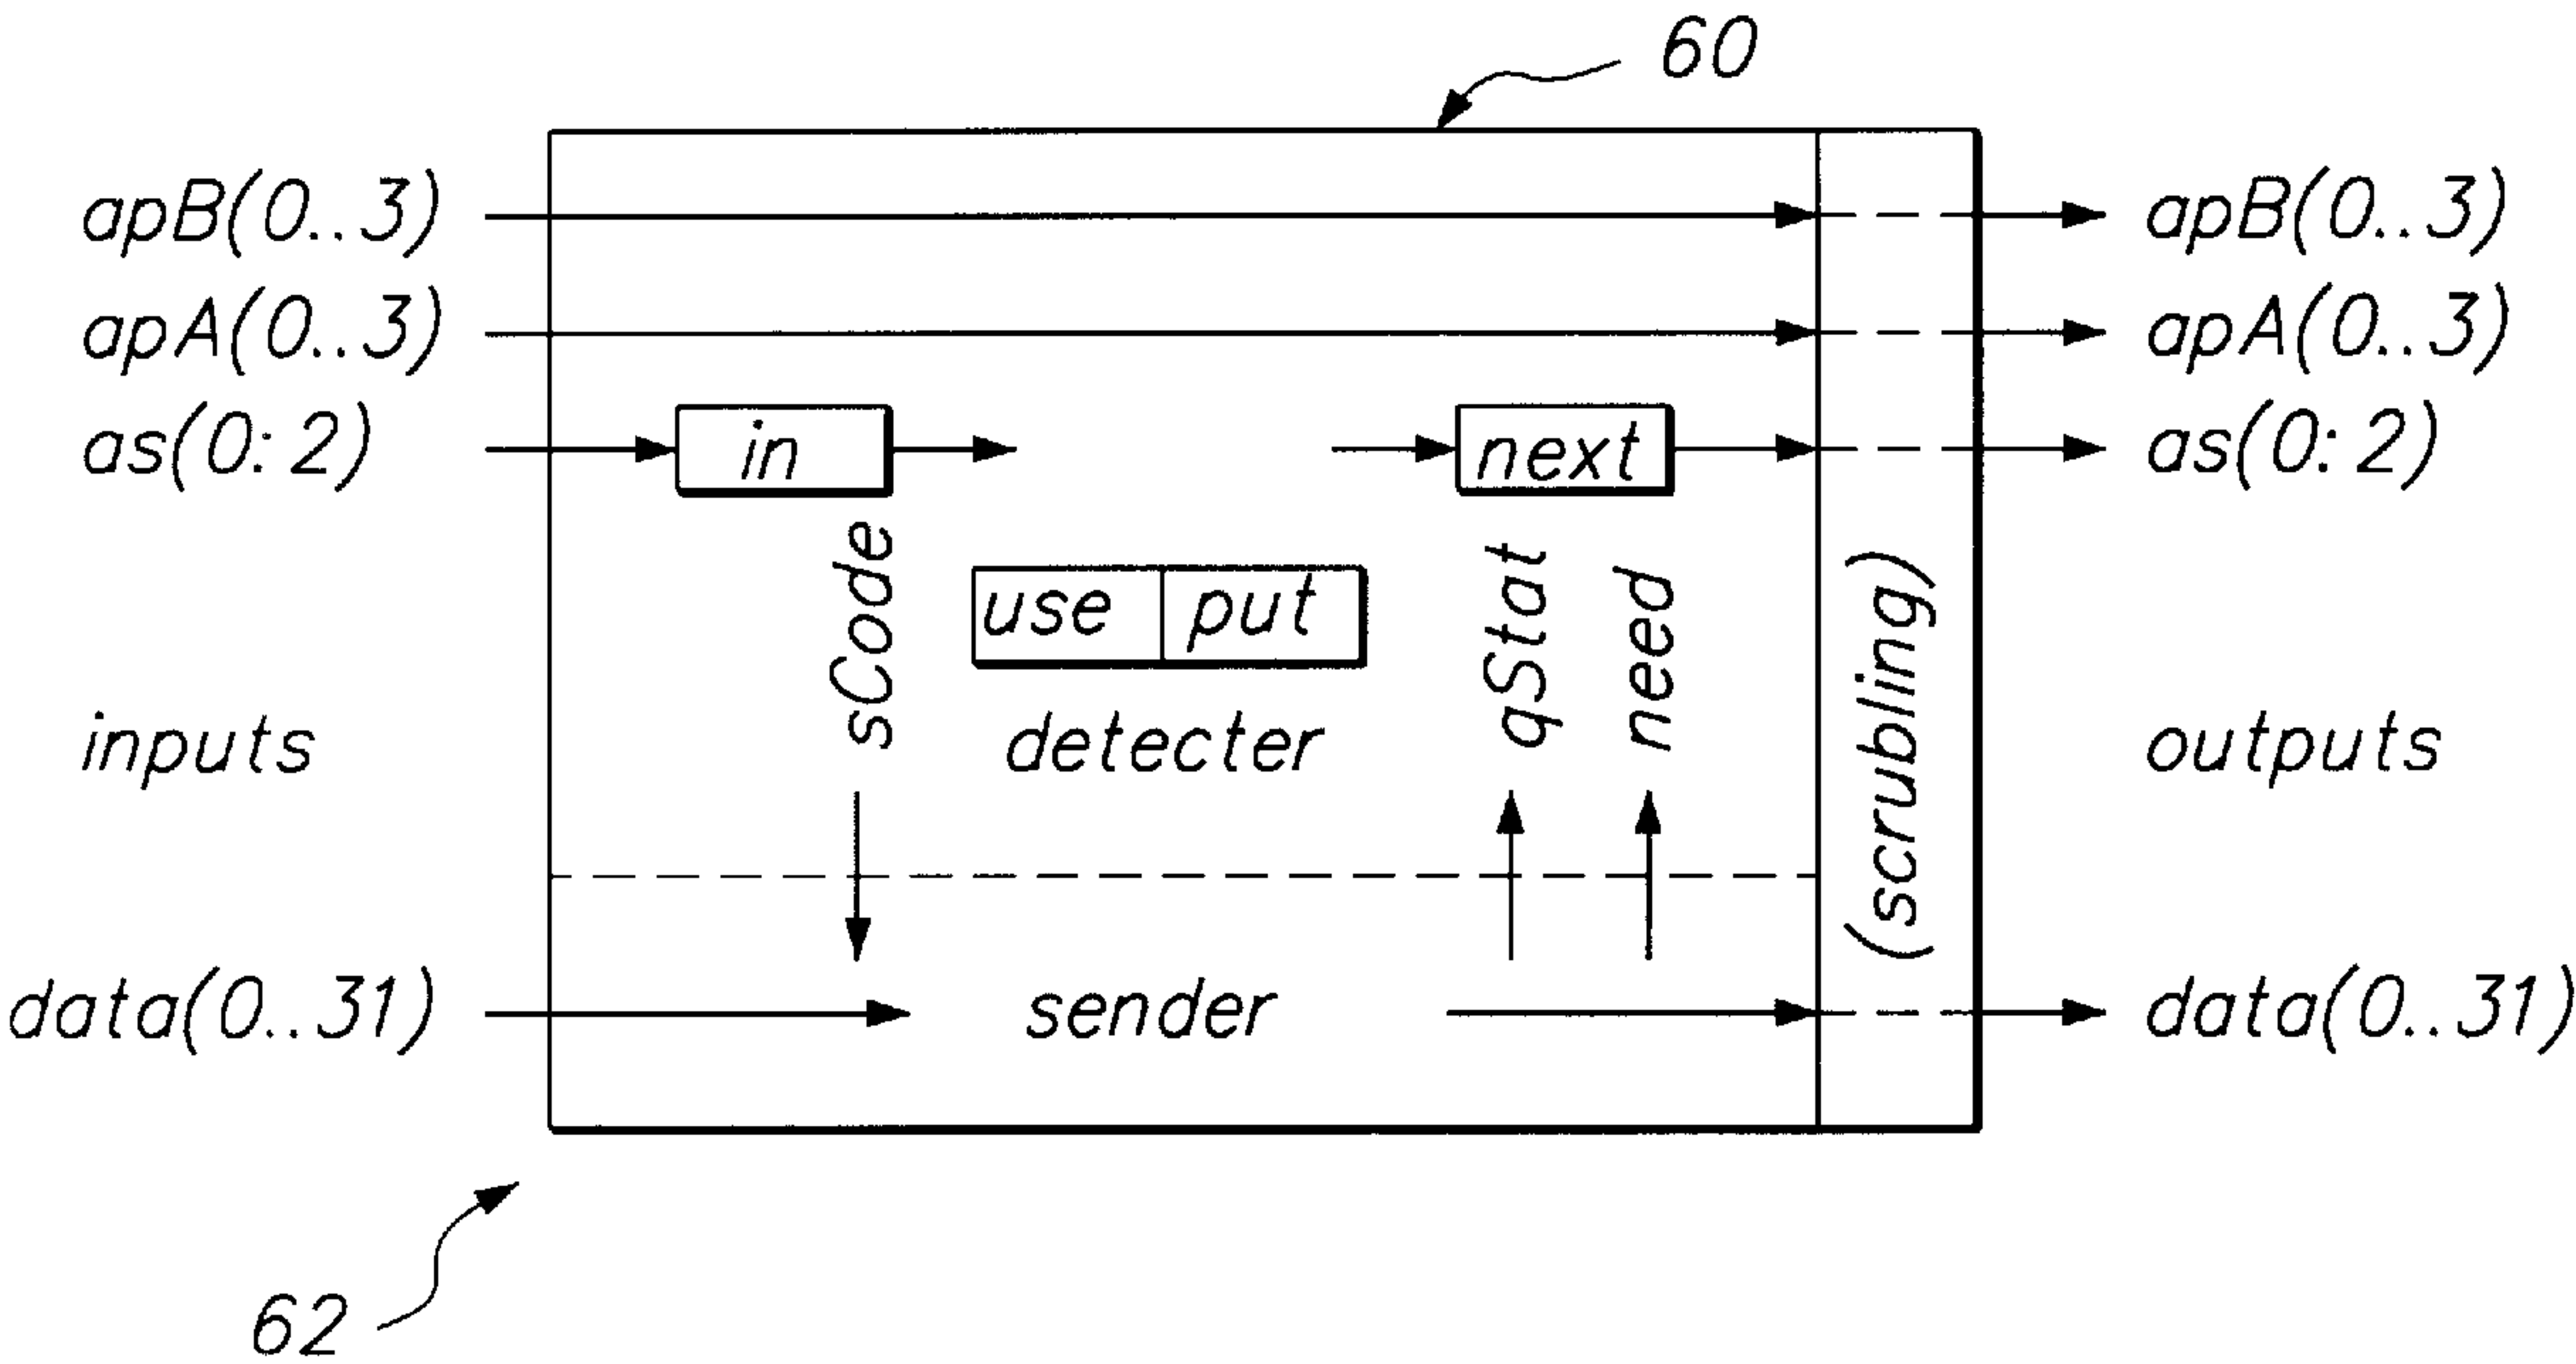 60
apB(0..3)
apB(0..3)
apA(0..3)
apA(0..3)
as(0:2)
in
next
as(0:2)
sCode
use
put
qStat
need
(scrubling)
inputs
detecter
outputs
data(0..31)
sender
data(0..31)
62